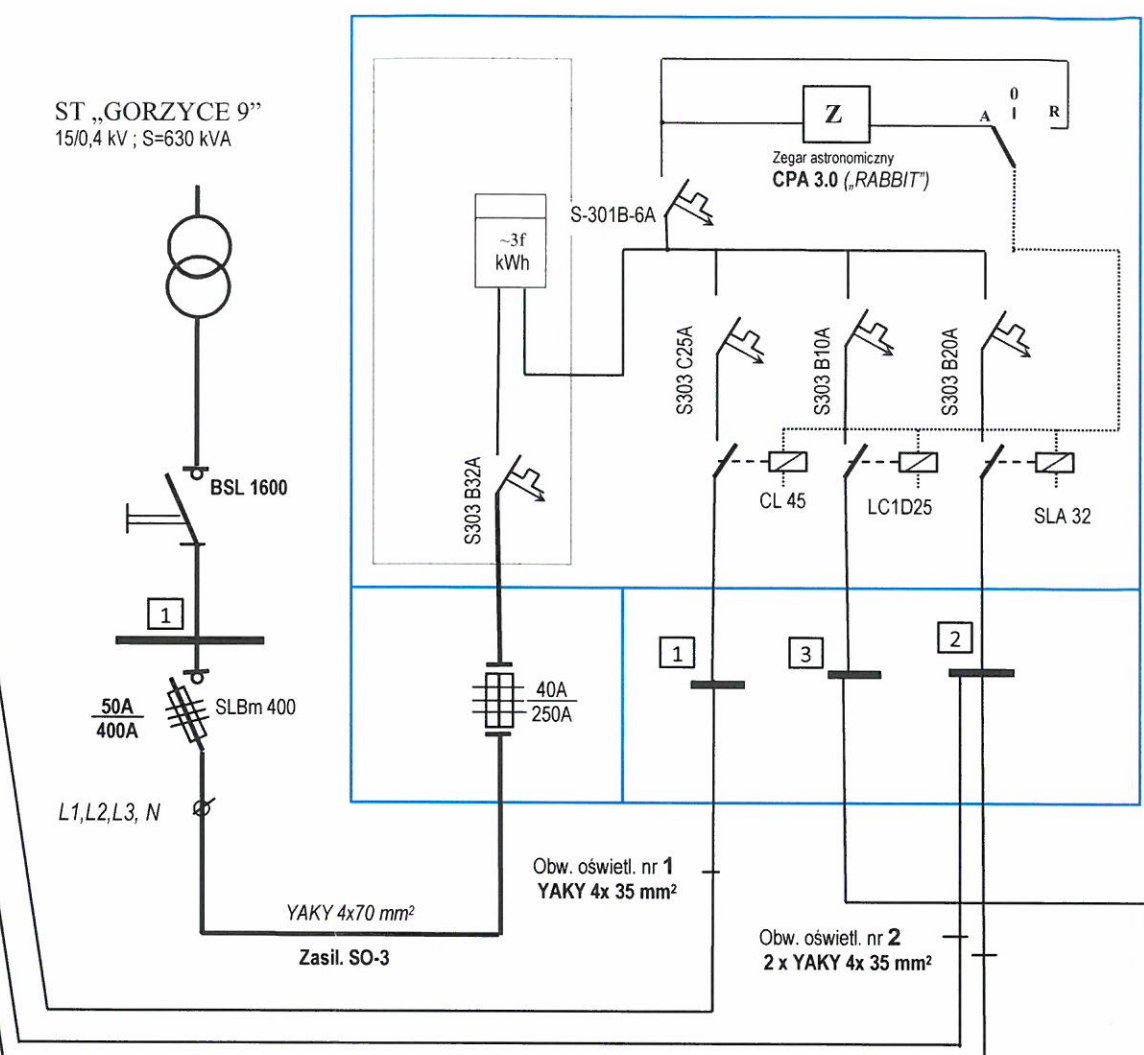 ST „GORZYCE 9”
15/0,4 kV ; S=630 kVA
BSL 1600
1
50A
400A
SLBm 400
L1,L2,L3, N
YAKY 4x70 mm²
Zasil. SO-3
~3f
kWh
S303 B32A
40A
250A
S-301B-6A
Z
Zegar astronomiczny
CPA 3.0 („RABBIT”)
A
0
R
S303 C25A
S303 B10A
S303 B20A
CL 45
LC1D25
SLA 32
1
3
2
Obw. oświetl. nr 1
YAKY 4x 35 mm²
Obw. oświetl. nr 2
2 x YAKY 4x 35 mm²